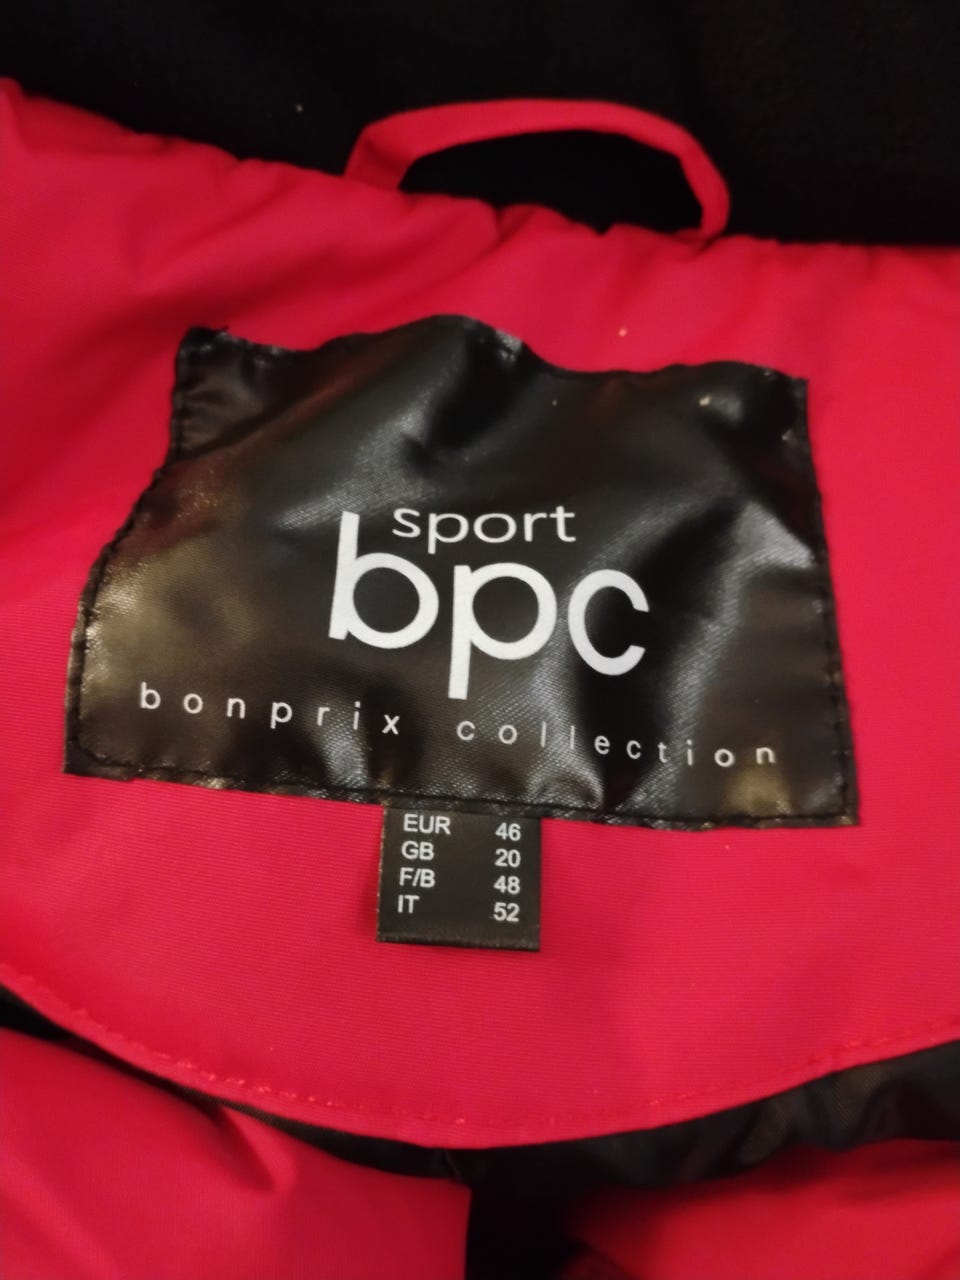 sport
bpc
bonprix collection
EUR 46
GB 20
F/B 48
IT 52